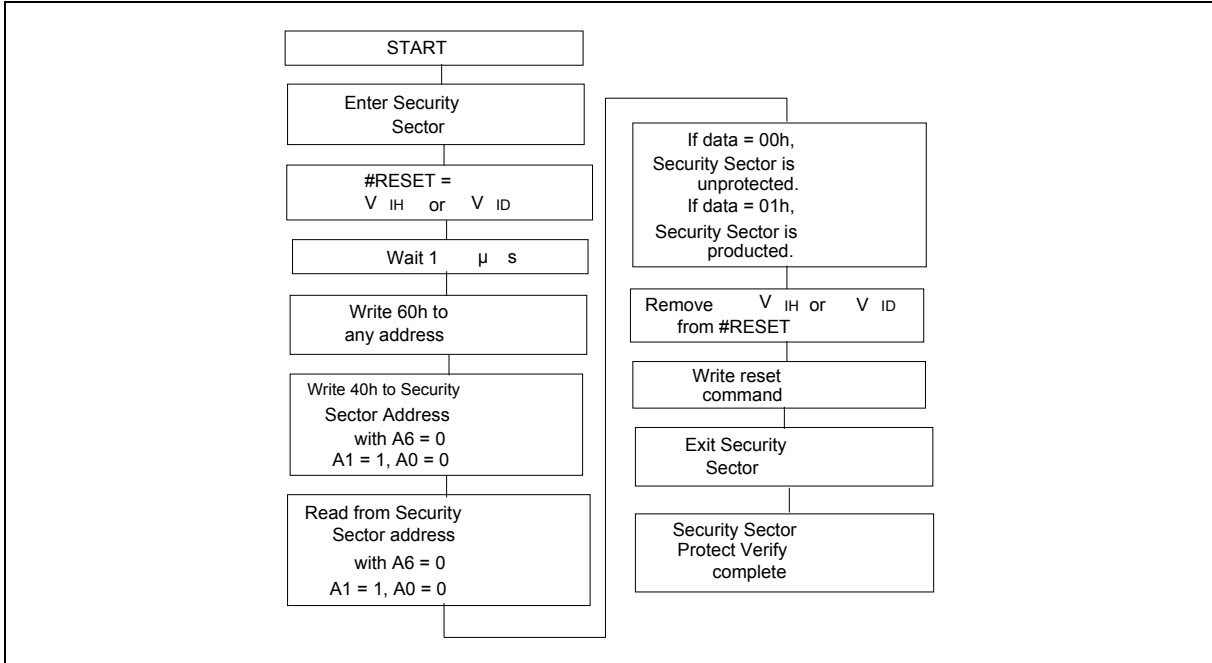 START
Enter Security
Sector
#RESET =
V IH or V ID
Wait 1 µ s
Write 60h to
any address
Write 40h to Security
Sector Address
with A6 = 0
A1 = 1, A0 = 0
Read from Security
Sector address
with A6 = 0
A1 = 1, A0 = 0
If data = 00h,
Security Sector is
unprotected.
If data = 01h,
Security Sector is
producted.
Remove V IH or V ID
from #RESET
Write reset
command
Exit Security
Sector
Security Sector
Protect Verify
complete